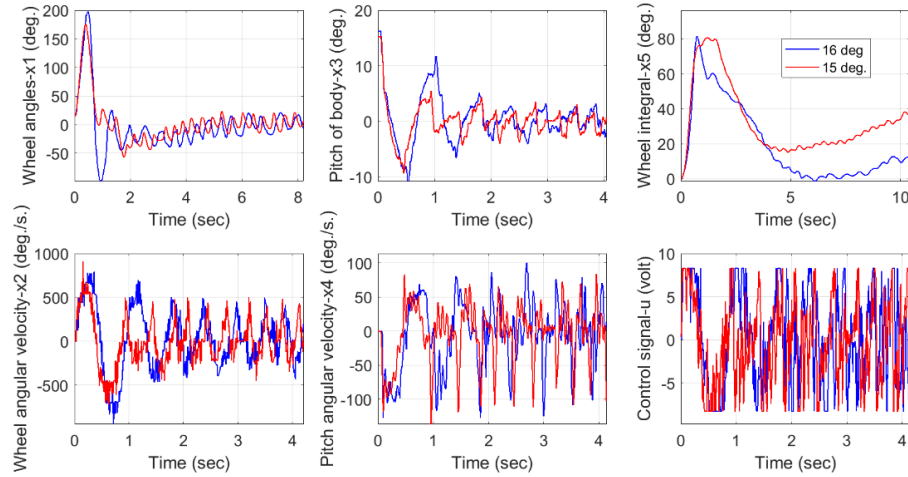 200
150
100
50
0
-50
0 2 4 6 8
Wheel angles-x1 (deg.)
Time (sec)
20
10
0
-10
0 1 2 3 4
Pitch of body-x3 (deg.)
Time (sec)
80
60
40
20
0
0 5 10
Wheel integral-x5 (deg.)
Time (sec)
16 deg
15 deg.
1000
500
0
-500
0 1 2 3 4
Wheel angular velocity-x2 (deg./s.)
Time (sec)
100
50
0
-50
-100
0 1 2 3 4
Pitch angular velocity-x4 (deg./s.)
Time (sec)
10
5
0
-5
0 1 2 3 4
Control signal-u (volt)
Time (sec)